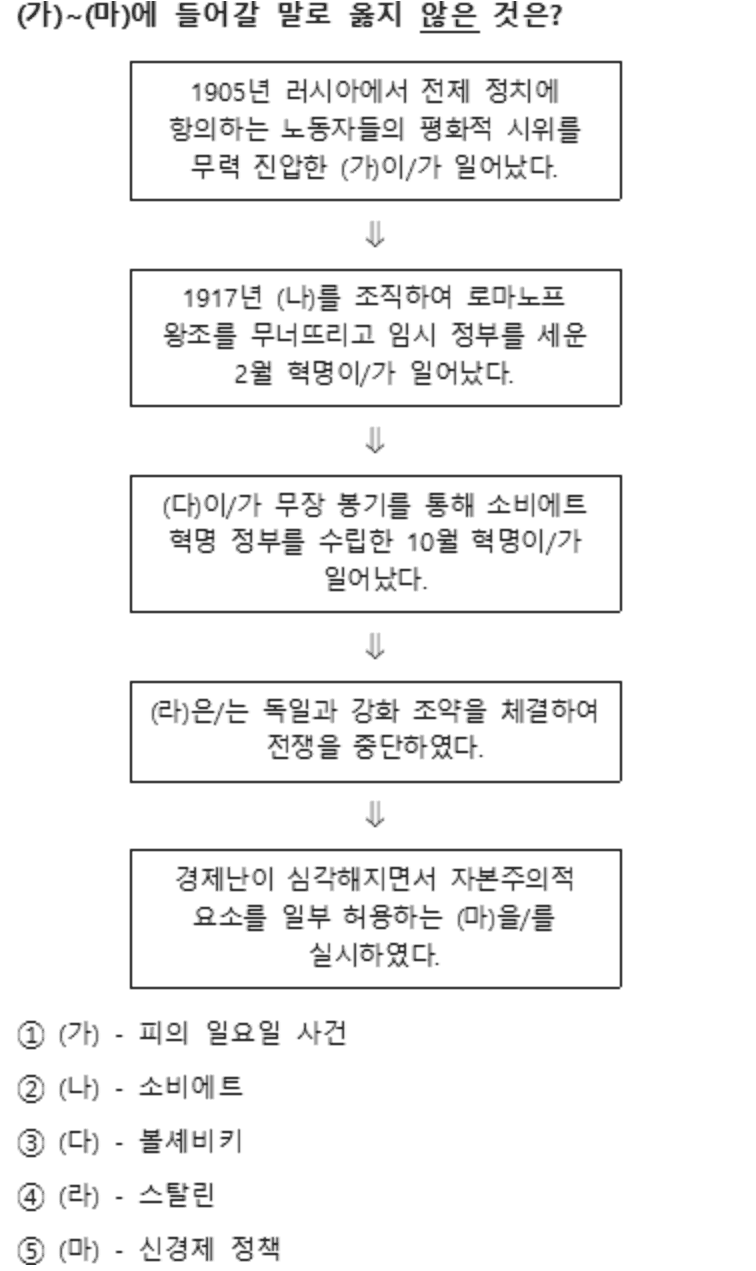 (가)~(마)에 들어갈 말로 옳지 않은 것은?
1905년 러시아에서 전제 정치에
항의하는 노동자들의 평화적 시위를
무력 진압한 (가)이/가 일어났다.
⇓
1917년 (나)를 조직하여 로마노프
왕조를 무너뜨리고 임시 정부를 세운
2월 혁명이/가 일어났다.
⇓
(다)이/가 무장 봉기를 통해 소비에트
혁명 정부를 수립한 10월 혁명이/가
일어났다.
⇓
(라)은/는 독일과 강화 조약을 체결하여
전쟁을 중단하였다.
⇓
경제난이 심각해지면서 자본주의적
요소를 일부 허용하는 (마)을/를
실시하였다.
① (가) - 피의 일요일 사건
② (나) - 소비에트
③ (다) - 볼셰비키
④ (라) - 스탈린
⑤ (마) - 신경제 정책